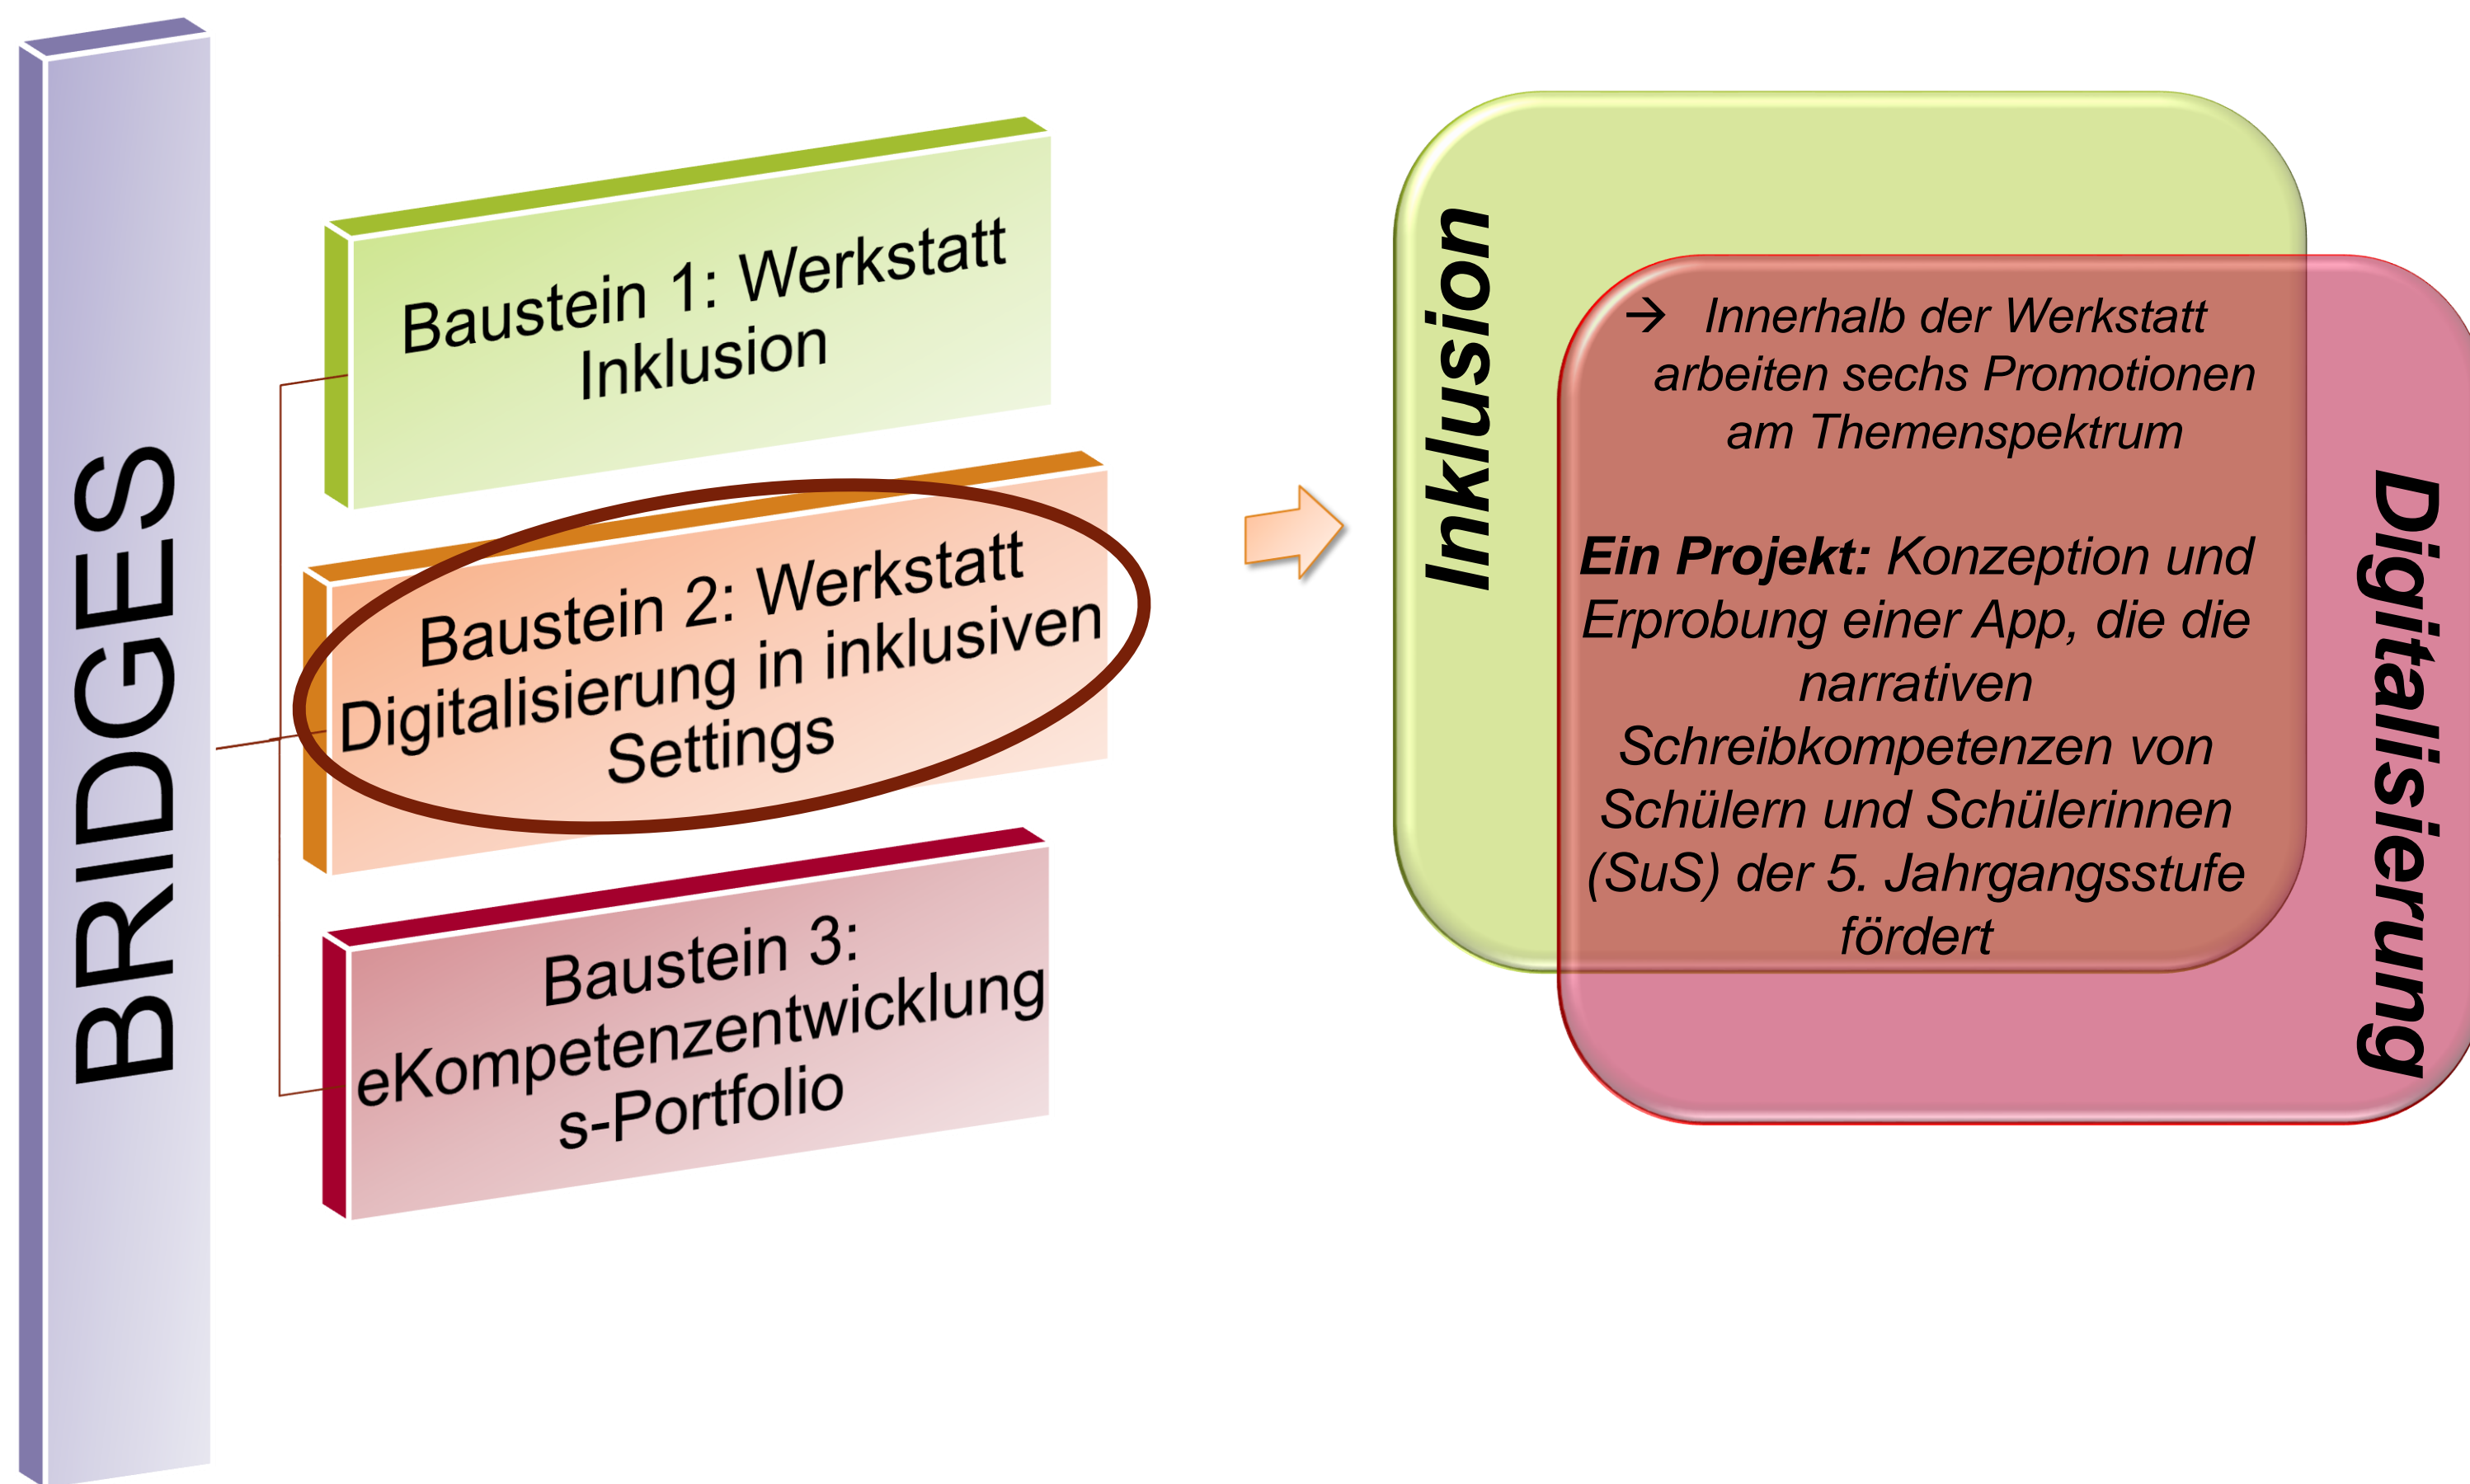 BRIDGES
Baustein 1: Werkstatt
Inklusion
Baustein 2: Werkstatt
Digitalisierung in inklusiven
Settings
Baustein 3:
eKompetenzentwicklung
s-Portfolio
Inklusion
→ Innerhalb der Werkstatt
arbeiten sechs Promotionen
am Themenspektrum
Ein Projekt: Konzeption und
Erprobung einer App, die die
narrativen
Schreibkompetenzen von
Schülern und Schülerinnen
(SuS) der 5. Jahrgangsstufe
fördert
Digitalisierung